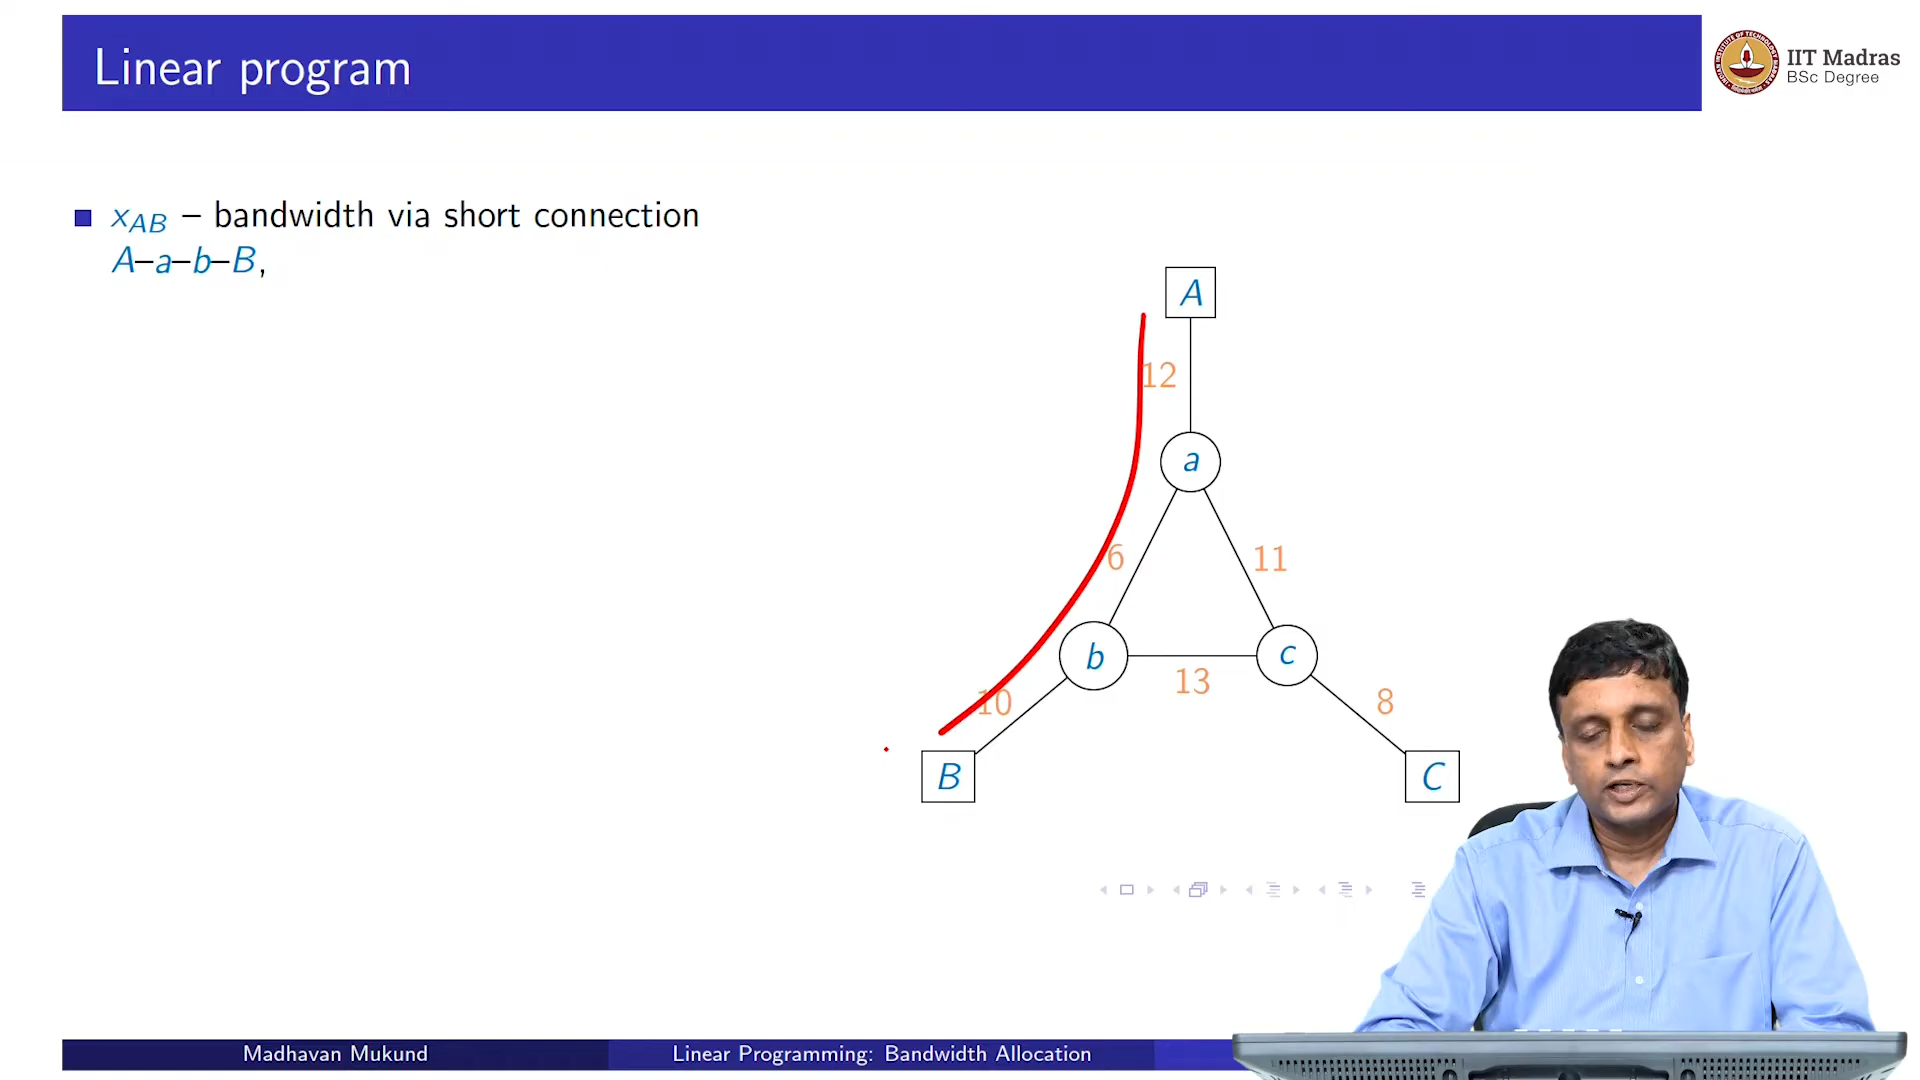 Linear program
IIT Madras
BSc Degree
x_AB – bandwidth via short connection
A–a–b–B,
A
12
a
6
11
b
c
13
10
8
B
C
Madhavan Mukund
Linear Programming: Bandwidth Allocation